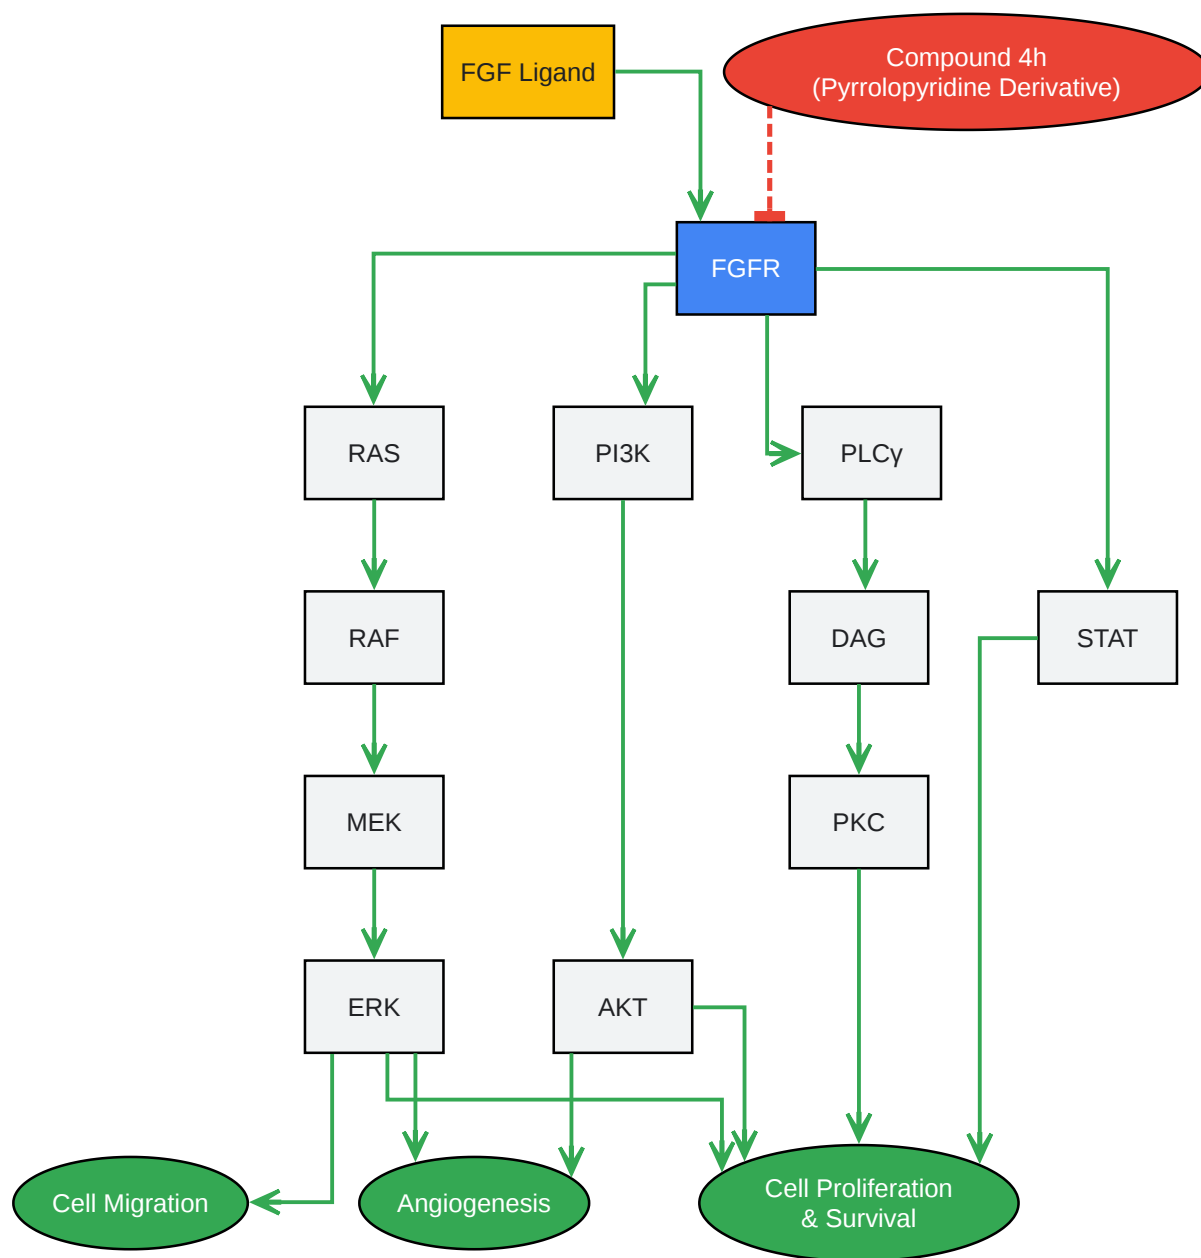 FGF Ligand
Compound 4h
(Pyrrolopyridine Derivative)
FGFR
RAS
PI3K
PLCγ
RAF
DAG
STAT
MEK
PKC
ERK
AKT
Cell Migration
Angiogenesis
Cell Proliferation
& Survival